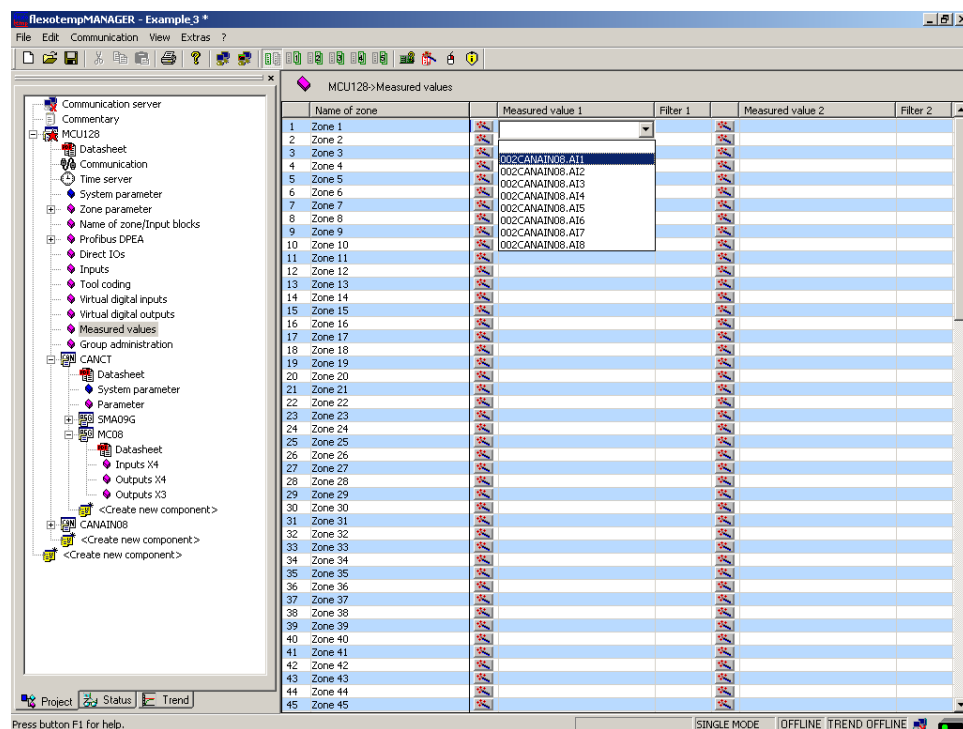 flexotempMANAGER - Example_3 *
File Edit Communication View Extras ?
MCU128->Measured values
Communication server
Commentary
MCU128
Datasheet
Communication
Time server
System parameter
Zone parameter
Name of zone/Input blocks
Profibus DPEA
Direct IOs
Inputs
Tool coding
Virtual digital inputs
Virtual digital outputs
Measured values
Group administration
CANCT
Datasheet
System parameter
Parameter
SMA09G
MC08
Datasheet
Inputs X4
Outputs X4
Outputs X3
<Create new component>
CANAIN08
<Create new component>
<Create new component>
Project Status Trend
Name of zone Measured value 1 Filter 1 Measured value 2 Filter 2
1 Zone 1
2 Zone 2
3 Zone 3
4 Zone 4
5 Zone 5
6 Zone 6
7 Zone 7
8 Zone 8
9 Zone 9
10 Zone 10
11 Zone 11
12 Zone 12
13 Zone 13
14 Zone 14
15 Zone 15
16 Zone 16
17 Zone 17
18 Zone 18
19 Zone 19
20 Zone 20
21 Zone 21
22 Zone 22
23 Zone 23
24 Zone 24
25 Zone 25
26 Zone 26
27 Zone 27
28 Zone 28
29 Zone 29
30 Zone 30
31 Zone 31
32 Zone 32
33 Zone 33
34 Zone 34
35 Zone 35
36 Zone 36
37 Zone 37
38 Zone 38
39 Zone 39
40 Zone 40
41 Zone 41
42 Zone 42
43 Zone 43
44 Zone 44
45 Zone 45
002CANAIN08.AI1
002CANAIN08.AI2
002CANAIN08.AI3
002CANAIN08.AI4
002CANAIN08.AI5
002CANAIN08.AI6
002CANAIN08.AI7
002CANAIN08.AI8
Press button F1 for help.
SINGLE MODE OFFLINE TREND OFFLINE